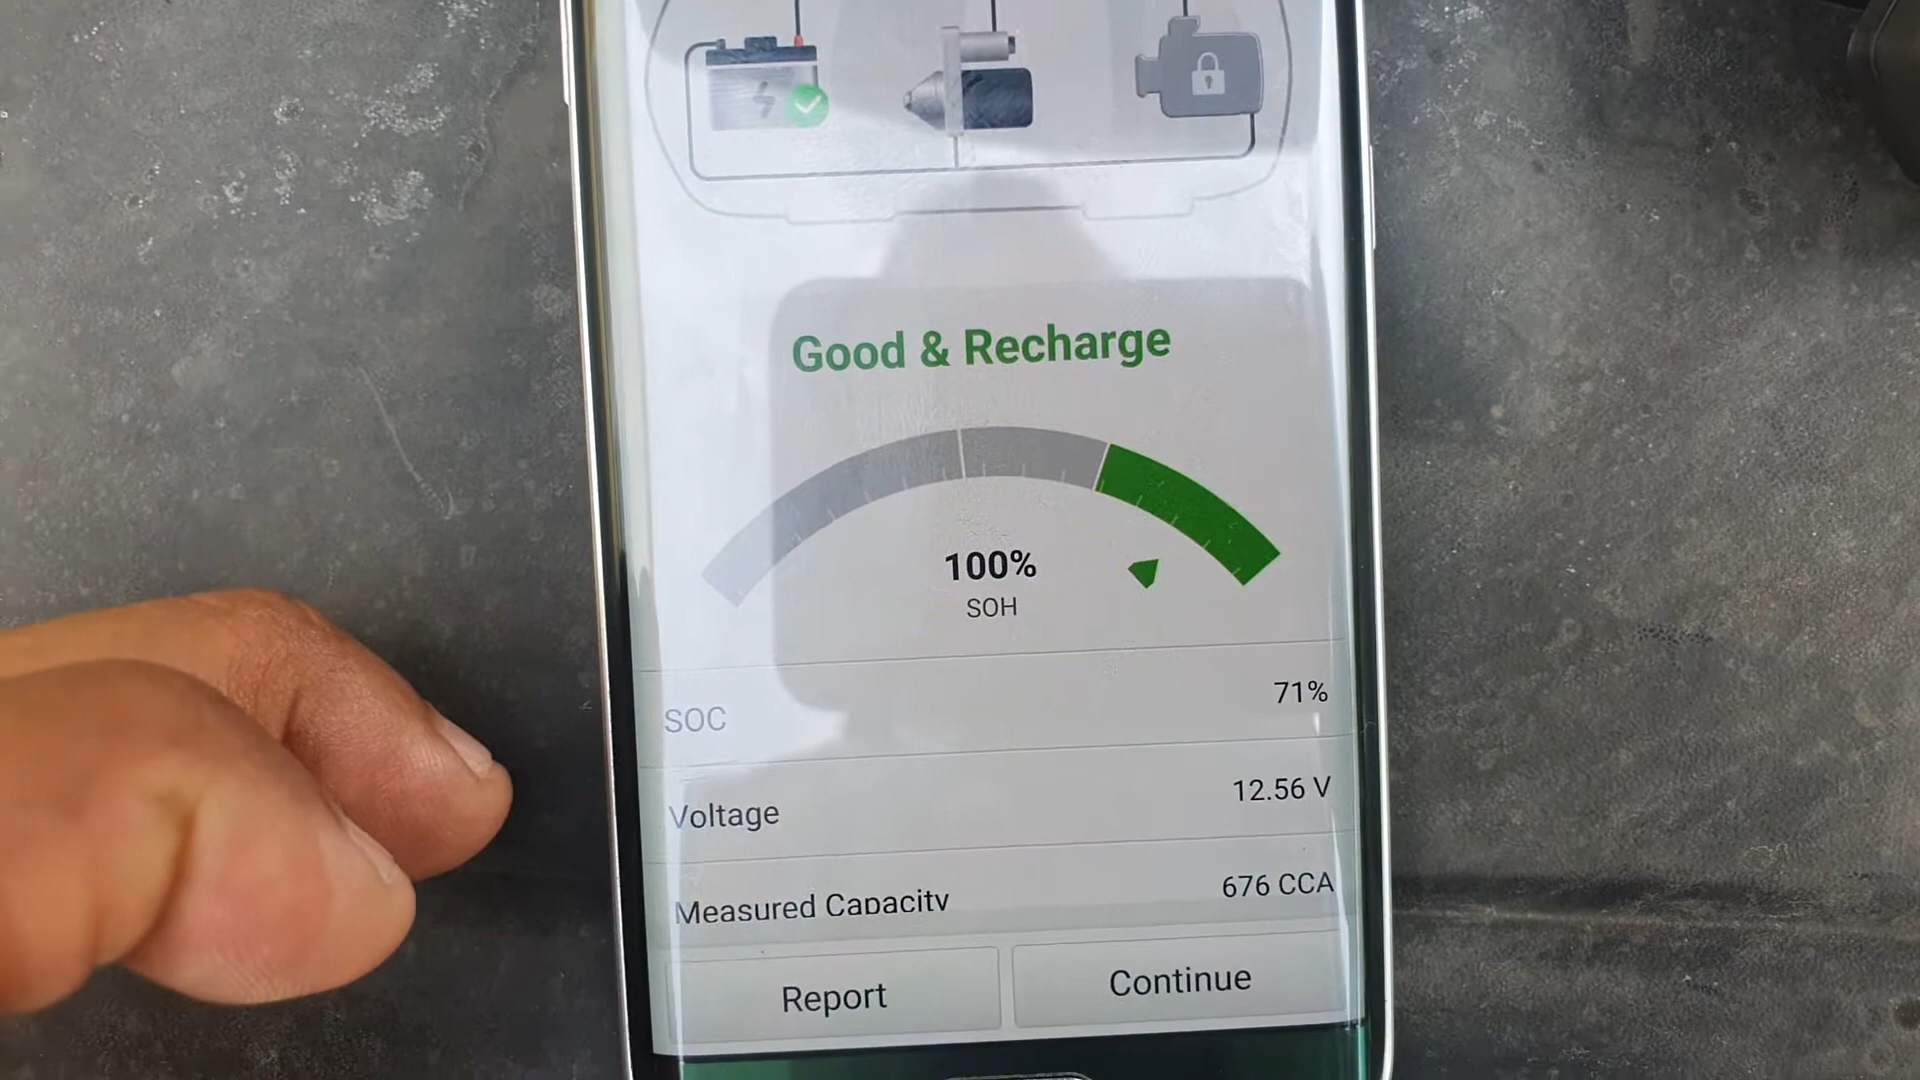 Good & Recharge
100%
SOH
SOC 71%
Voltage 12.56 V
Measured Capacity 676 CCA
Report Continue